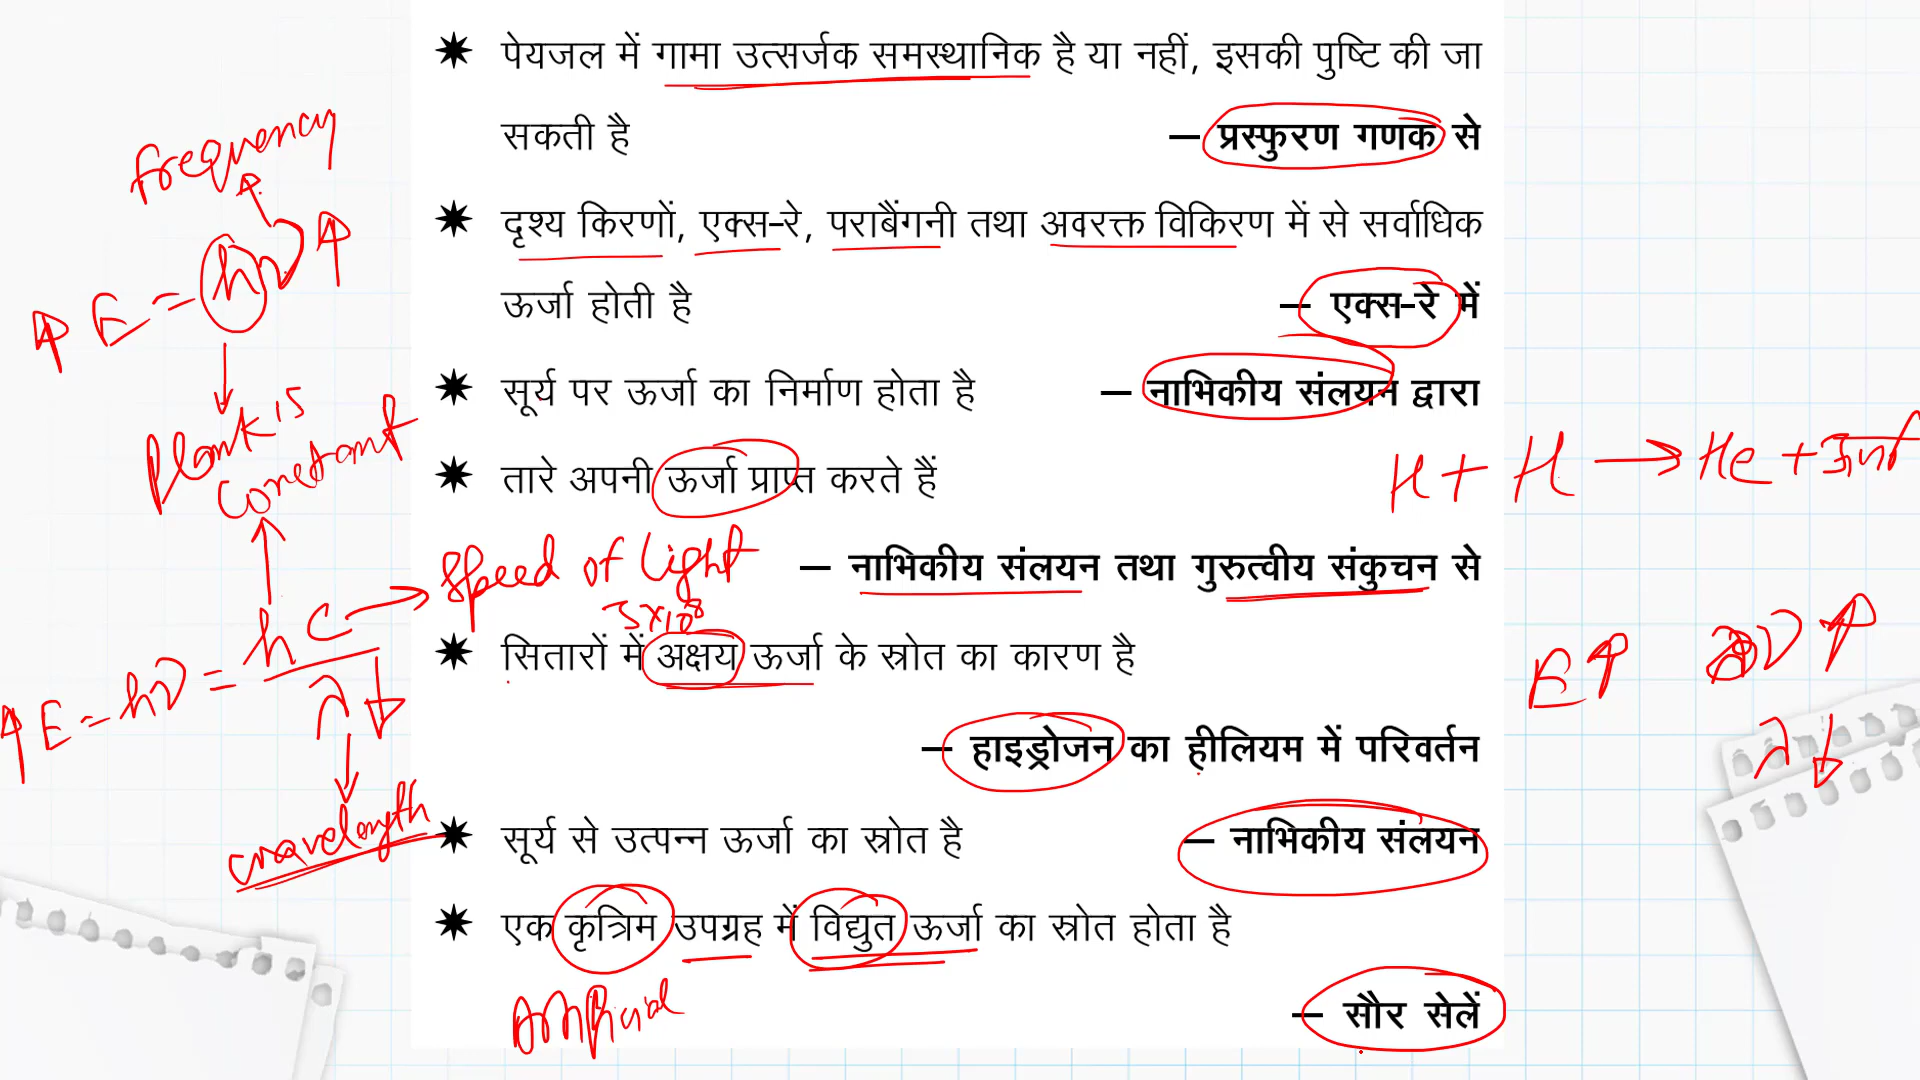 ✷ पेयजल में गामा उत्सर्जक समस्थानिक है या नहीं, इसकी पुष्टि की जा
सकती है — प्रस्फुरण गणक से
✷ दृश्य किरणों, एक्स-रे, पराबैंगनी तथा अवरक्त विकिरण में से सर्वाधिक
ऊर्जा होती है — एक्स-रे में
✷ सूर्य पर ऊर्जा का निर्माण होता है — नाभिकीय संलयन द्वारा
✷ तारे अपनी ऊर्जा प्राप्त करते हैं
— नाभिकीय संलयन तथा गुरुत्वीय संकुचन से
✷ सितारों में अक्षय ऊर्जा के स्रोत का कारण है
— हाइड्रोजन का हीलियम में परिवर्तन
✷ सूर्य से उत्पन्न ऊर्जा का स्रोत है — नाभिकीय संलयन
✷ एक कृत्रिम उपग्रह में विद्युत ऊर्जा का स्रोत होता है
— सौर सेलें
frequency
↑ E = hν ↑
Plank is
constant
↑ E = hν = hc / λ ↓
speed of light
3×10⁸
wavelength
H + H → He +
E ↑ ν ↑
λ ↓